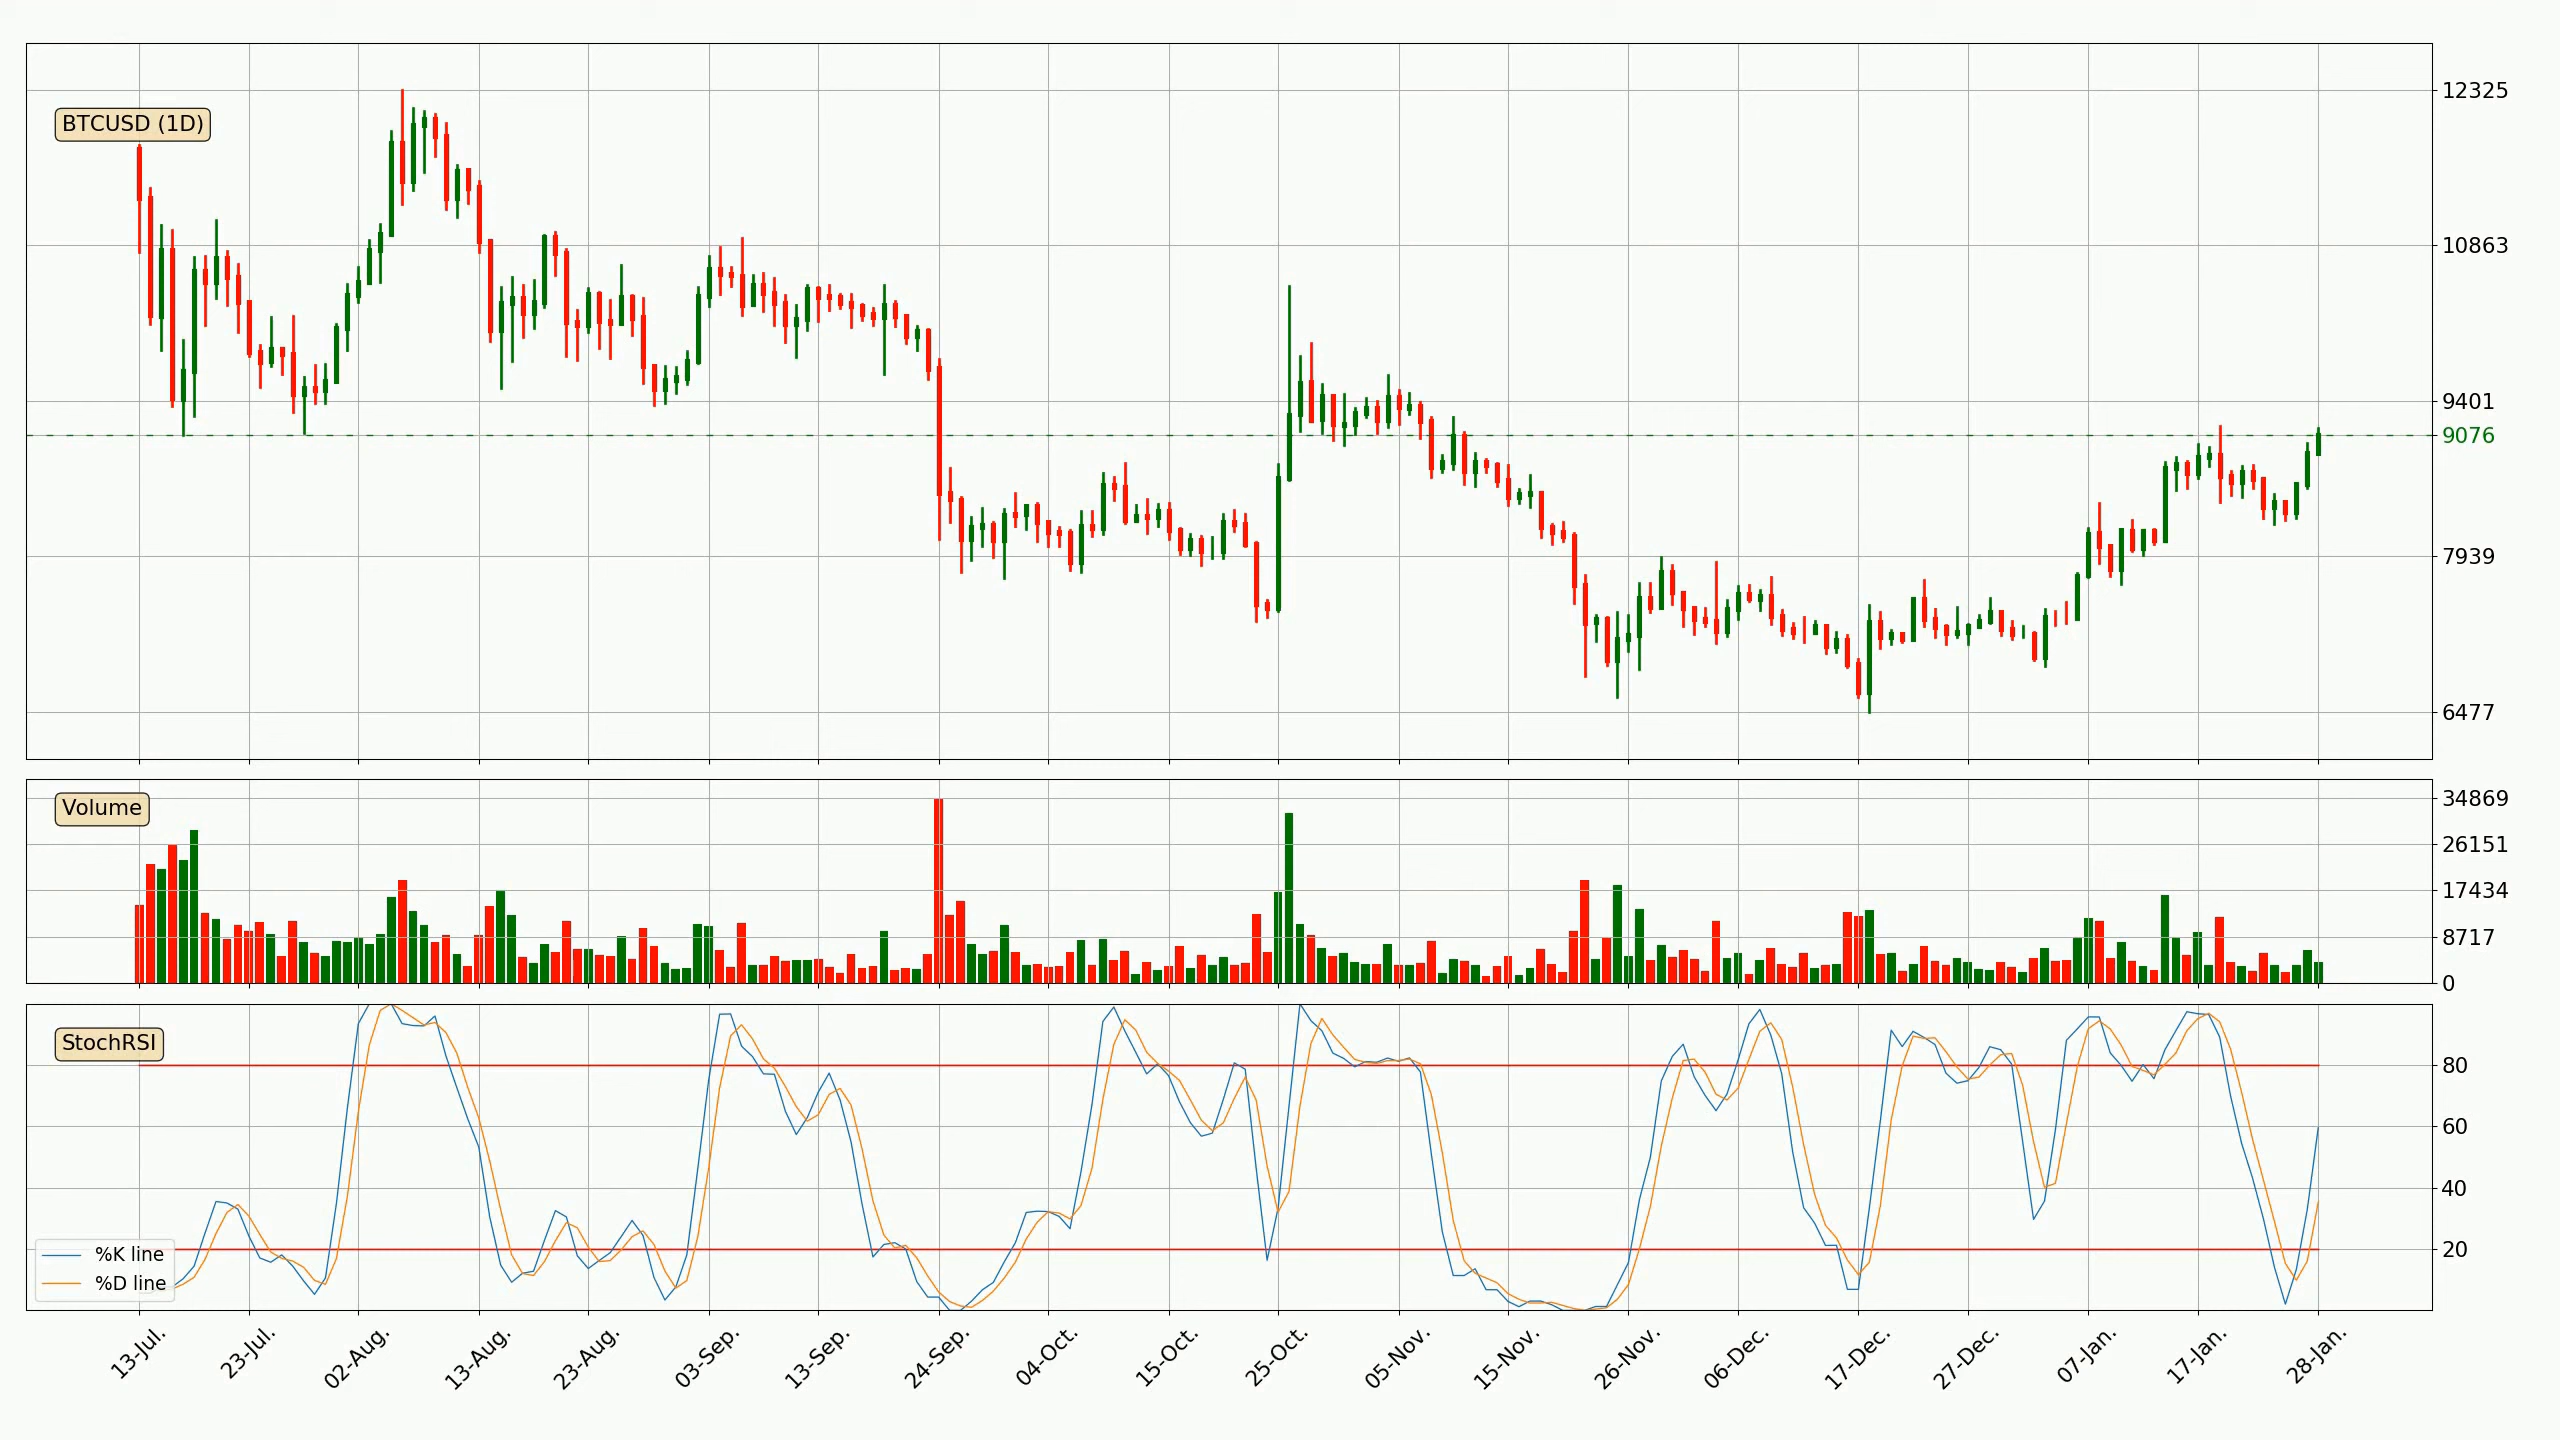 BTCUSD (1D)
12325
10863
9401
9076
7939
6477
Volume
34869
26151
17434
8717
0
StochRSI
80
60
40
20
%K line
%D line
13-Jul.
23-Jul.
02-Aug.
13-Aug.
23-Aug.
03-Sep.
13-Sep.
24-Sep.
04-Oct.
15-Oct.
25-Oct.
05-Nov.
15-Nov.
26-Nov.
06-Dec.
17-Dec.
27-Dec.
07-Jan.
17-Jan.
28-Jan.